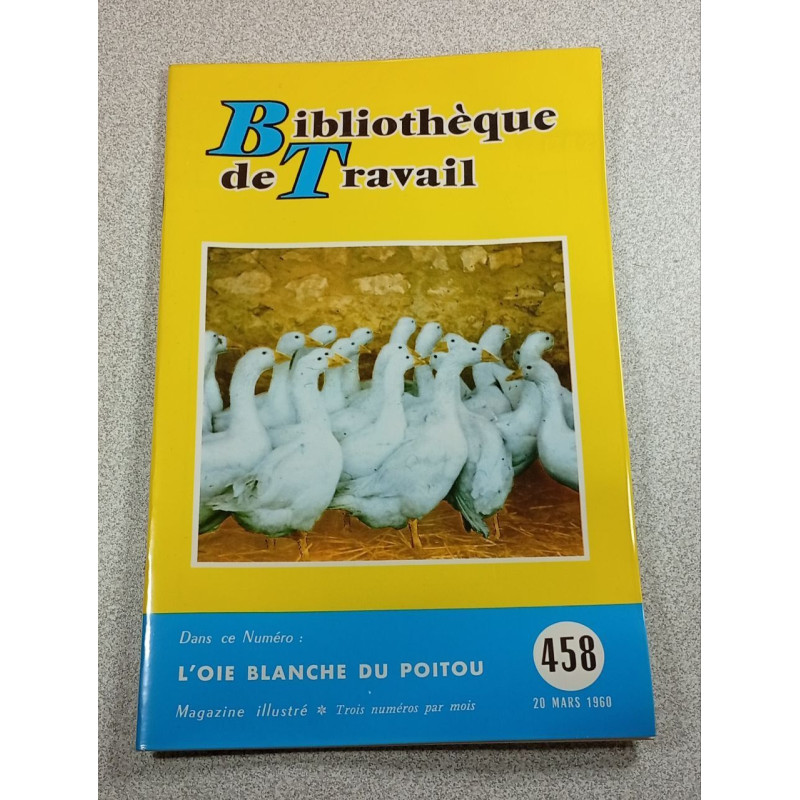 Bibliothèque
de Travail
Dans ce Numéro :
L'OIE BLANCHE DU POITOU
Magazine illustré * Trois numéros par mois
458
20 MARS 1960